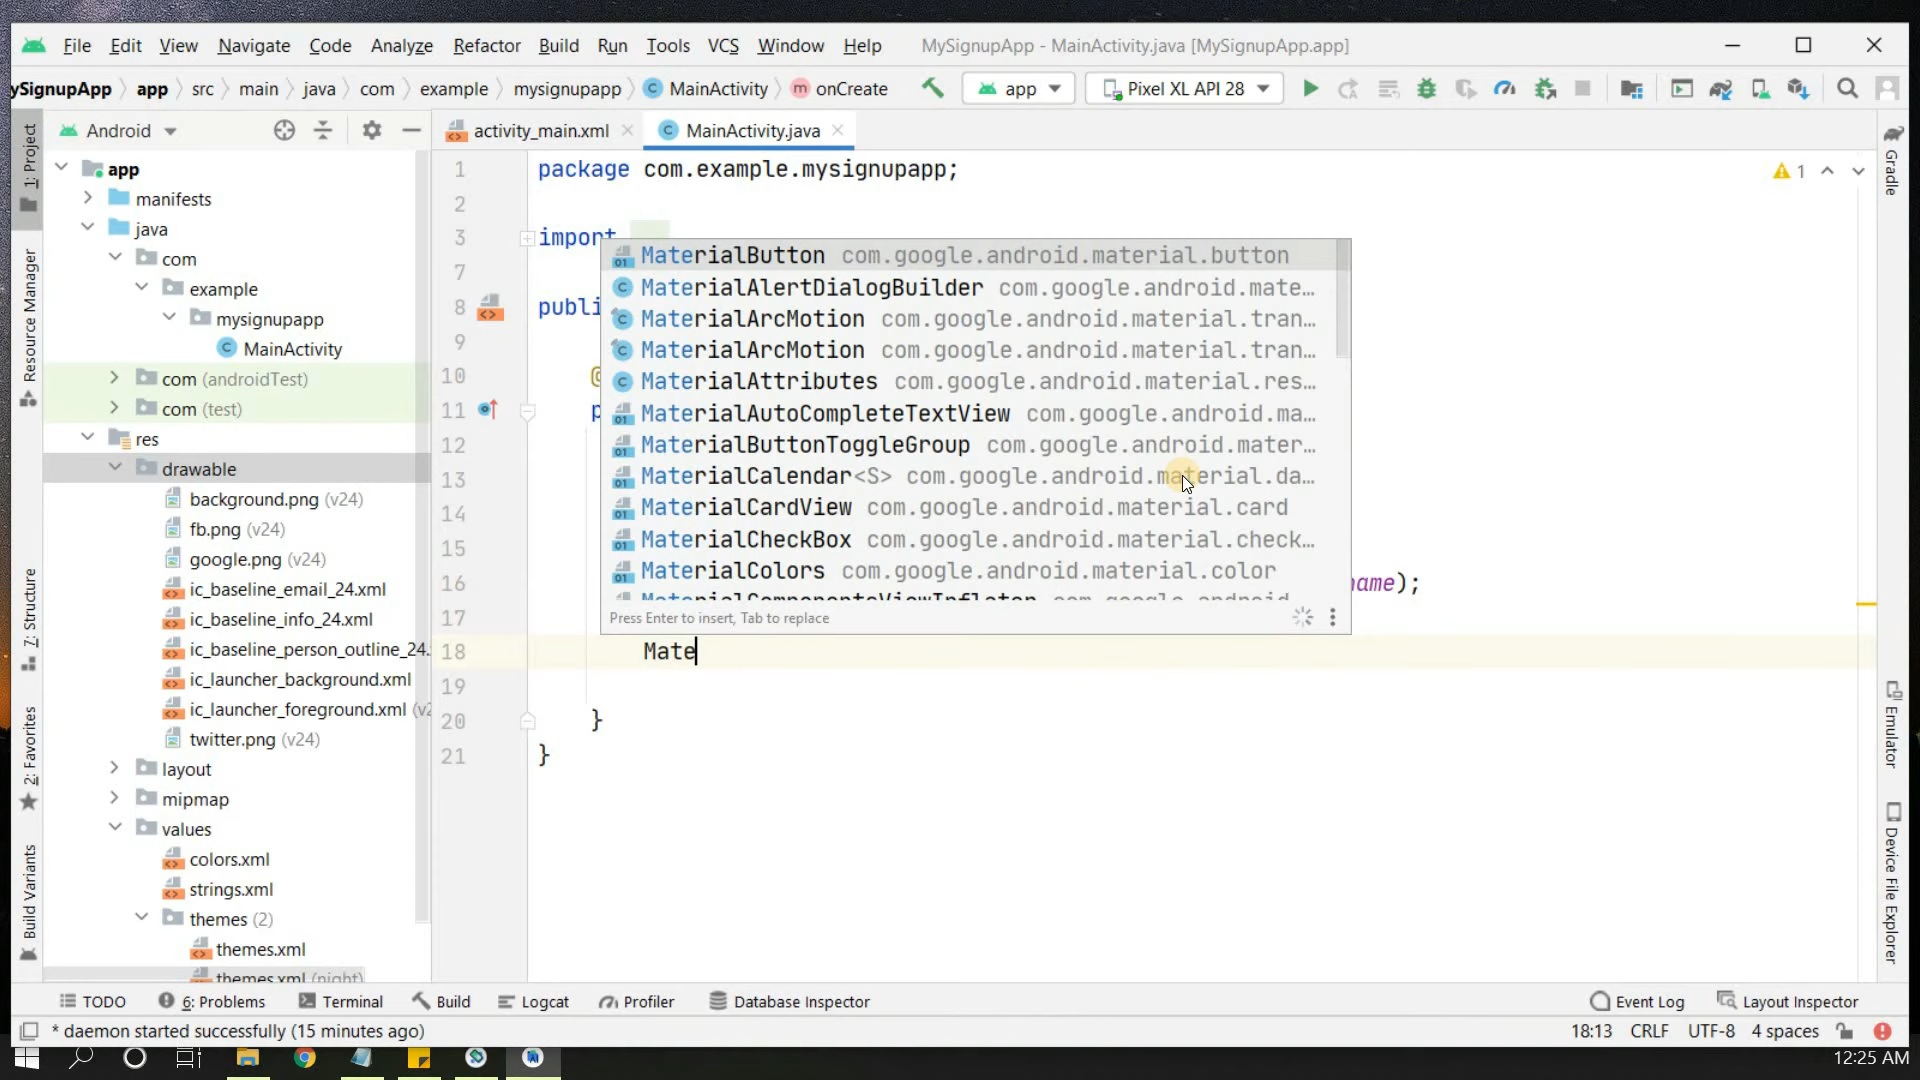 File Edit View Navigate Code Analyze Refactor Build Run Tools VCS Window Help MySignupApp - MainActivity.java [MySignupApp.app]
ySignupApp app src main java com example mysignupapp MainActivity onCreate app Pixel XL API 28
Android
activity_main.xml
MainActivity.java
1: Project
Resource Manager
7: Structure
2: Favorites
Build Variants
app
manifests
java
com
example
mysignupapp
MainActivity
com (androidTest)
com (test)
res
drawable
background.png (v24)
fb.png (v24)
google.png (v24)
ic_baseline_email_24.xml
ic_baseline_info_24.xml
ic_baseline_person_outline_24.
ic_launcher_background.xml
ic_launcher_foreground.xml (v2
twitter.png (v24)
layout
mipmap
values
colors.xml
strings.xml
themes (2)
themes.xml
themes.xml (night)
1 package com.example.mysignupapp;
2
3 import ...
7
8 publi
9
10 @
11 p
12
13
14
15
16 name);
17
18 Mate
19
20 }
21 }
1
MaterialButton com.google.android.material.button
MaterialAlertDialogBuilder com.google.android.mate...
MaterialArcMotion com.google.android.material.tran...
MaterialArcMotion com.google.android.material.tran...
MaterialAttributes com.google.android.material.res...
MaterialAutoCompleteTextView com.google.android.ma...
MaterialButtonToggleGroup com.google.android.mater...
MaterialCalendar<S> com.google.android.material.da...
MaterialCardView com.google.android.material.card
MaterialCheckBox com.google.android.material.check...
MaterialColors com.google.android.material.color
MaterialComponentsViewInflater com.google.android
Press Enter to insert, Tab to replace
Gradle
Emulator
Device File Explorer
TODO 6: Problems Terminal Build Logcat Profiler Database Inspector Event Log Layout Inspector
* daemon started successfully (15 minutes ago) 18:13 CRLF UTF-8 4 spaces
12:25 AM